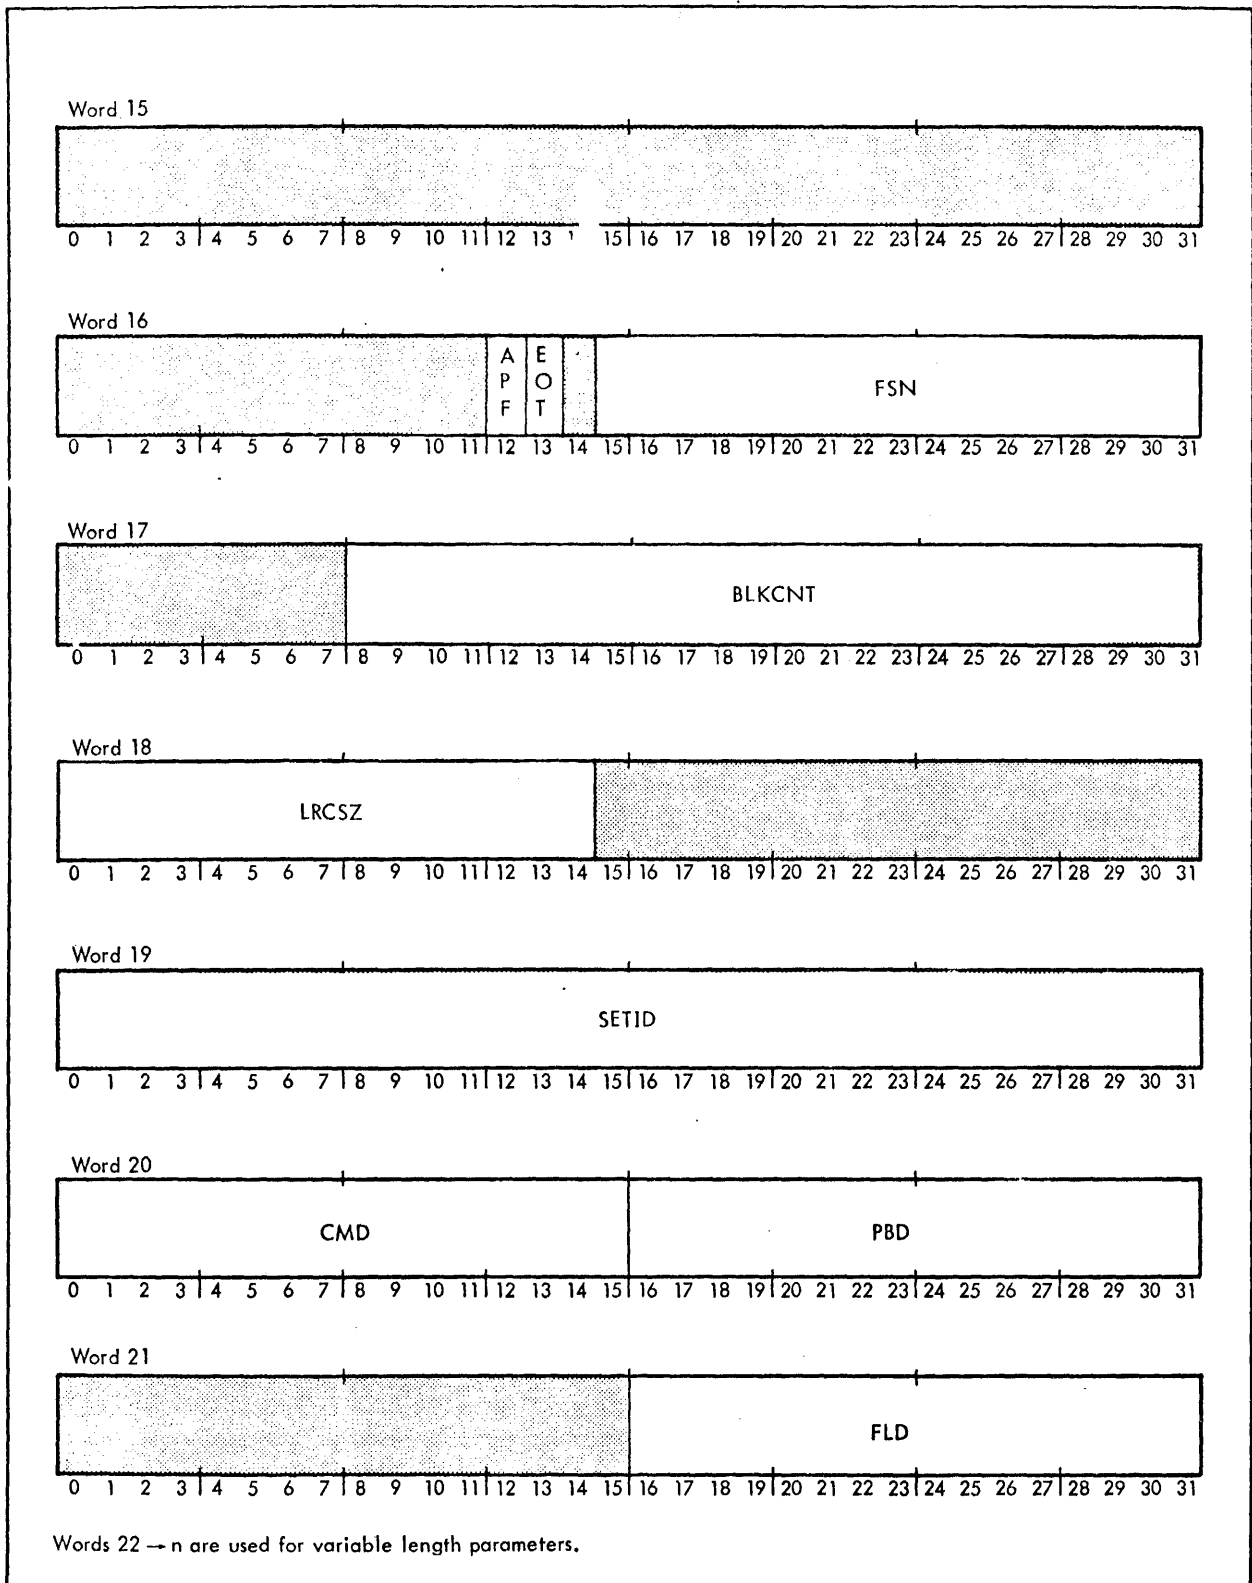 Word 15
0 1 2 3 4 5 6 7 8 9 10 11 12 13 15 16 17 18 19 20 21 22 23 24 25 26 27 28 29 30 31
Word 16
APF EOT FSN
0 1 2 3 4 5 6 7 8 9 10 11 12 13 14 15 16 17 18 19 20 21 22 23 24 25 26 27 28 29 30 31
Word 17
BLKCNT
0 1 2 3 4 5 6 7 8 9 10 11 12 13 14 15 16 17 18 19 20 21 22 23 24 25 26 27 28 29 30 31
Word 18
LRCSZ
0 1 2 3 4 5 6 7 8 9 10 11 12 13 14 15 16 17 18 19 20 21 22 23 24 25 26 27 28 29 30 31
Word 19
SETID
0 1 2 3 4 5 6 7 8 9 10 11 12 13 14 15 16 17 18 19 20 21 22 23 24 25 26 27 28 29 30 31
Word 20
CMD PBD
0 1 2 3 4 5 6 7 8 9 10 11 12 13 14 15 16 17 18 19 20 21 22 23 24 25 26 27 28 29 30 31
Word 21
FLD
0 1 2 3 4 5 6 7 8 9 10 11 12 13 14 15 16 17 18 19 20 21 22 23 24 25 26 27 28 29 30 31
Words 22 → n are used for variable length parameters.